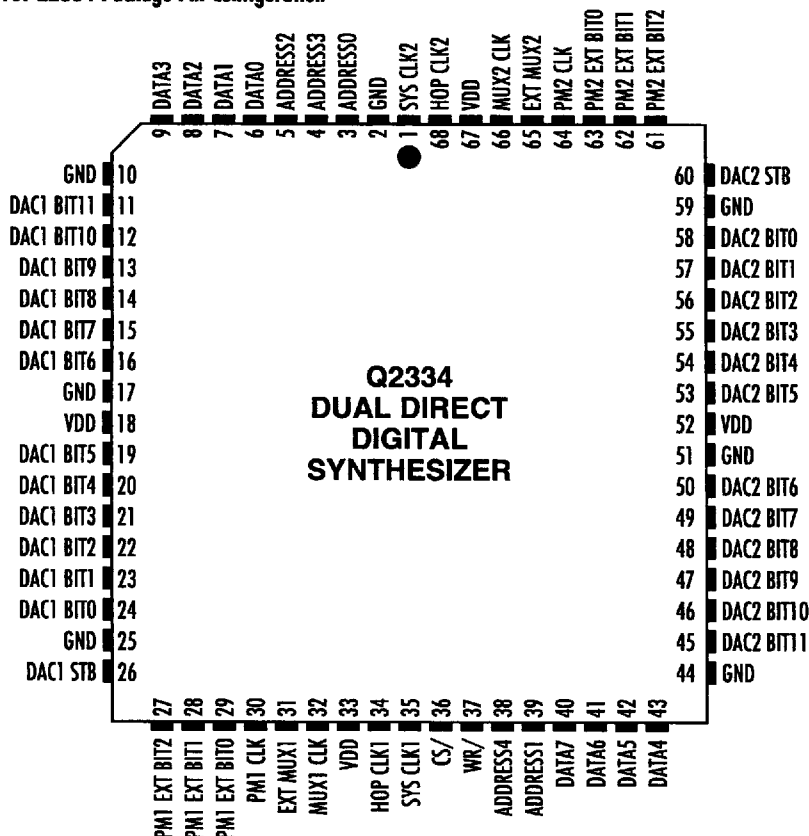 9 DATA3
8 DATA2
7 DATA1
6 DATA0
5 ADDRESS2
4 ADDRESS3
3 ADDRESS0
2 GND
1 SYS CLK2
68 HOP CLK2
67 VDD
66 MUX2 CLK
65 EXT MUX2
64 PM2 CLK
63 PM2 EXT BIT0
62 PM2 EXT BIT1
61 PM2 EXT BIT2
GND 10
DAC1 BIT11 11
DAC1 BIT10 12
DAC1 BIT9 13
DAC1 BIT8 14
DAC1 BIT7 15
DAC1 BIT6 16
GND 17
VDD 18
DAC1 BIT5 19
DAC1 BIT4 20
DAC1 BIT3 21
DAC1 BIT2 22
DAC1 BIT1 23
DAC1 BIT0 24
GND 25
DAC1 STB 26
Q2334
DUAL DIRECT
DIGITAL
SYNTHESIZER
60 DAC2 STB
59 GND
58 DAC2 BIT0
57 DAC2 BIT1
56 DAC2 BIT2
55 DAC2 BIT3
54 DAC2 BIT4
53 DAC2 BIT5
52 VDD
51 GND
50 DAC2 BIT6
49 DAC2 BIT7
48 DAC2 BIT8
47 DAC2 BIT9
46 DAC2 BIT10
45 DAC2 BIT11
44 GND
PM1 EXT BIT2 27
PM1 EXT BIT1 28
PM1 EXT BIT0 29
PM1 CLK 30
EXT MUX1 31
MUX1 CLK 32
VDD 33
HOP CLK1 34
SYS CLK1 35
CS/ 36
WR/ 37
ADDRESS4 38
ADDRESS1 39
DATA7 40
DATA6 41
DATA5 42
DATA4 43